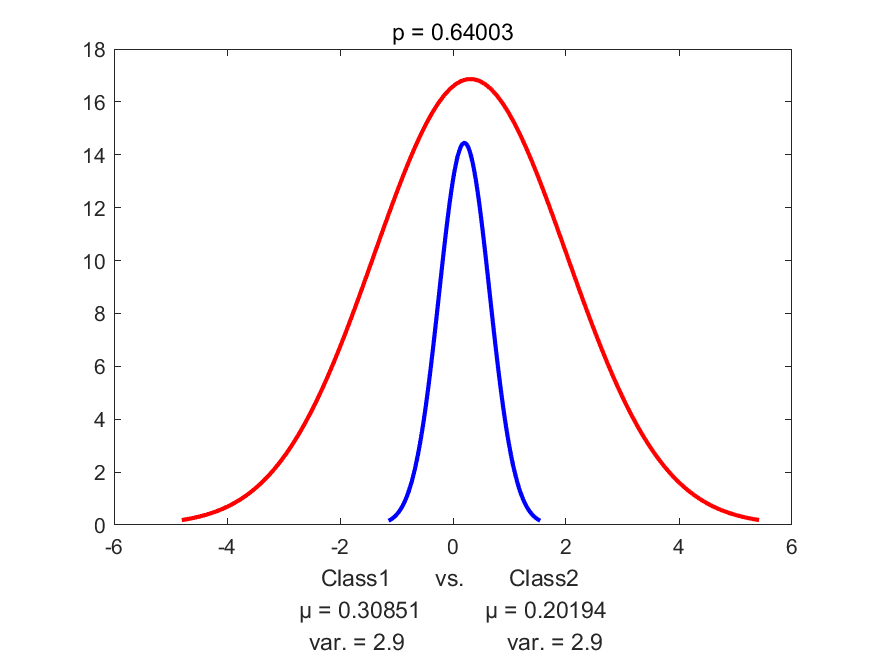 p = 0.64003
18
16
14
12
10
8
6
4
2
0
-6 -4 -2 0 2 4 6
Class1 vs. Class2
μ = 0.30851 μ = 0.20194
var. = 2.9 var. = 2.9